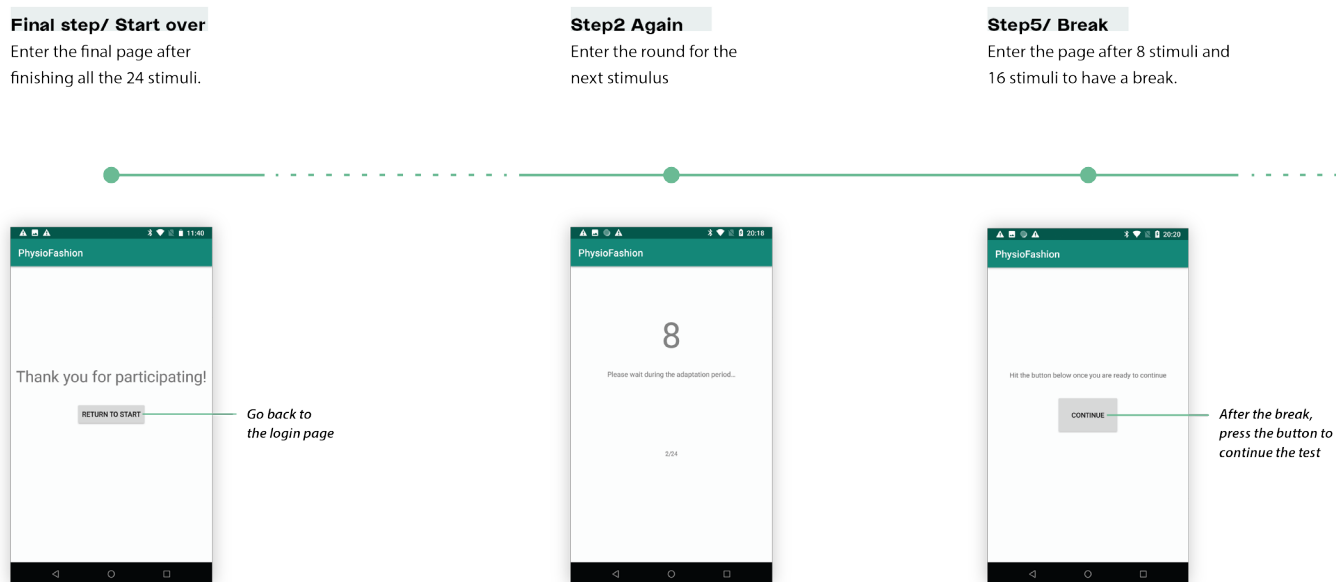 Final step/ Start over
Enter the final page after
finishing all the 24 stimuli.
Step2 Again
Enter the round for the
next stimulus
Step5/ Break
Enter the page after 8 stimuli and
16 stimuli to have a break.
11:40
PhysioFashion
Thank you for participating!
RETURN TO START
Go back to
the login page
20:18
PhysioFashion
8
Please wait during the adaptation period...
2/24
20:20
PhysioFashion
Hit the button below once you are ready to continue
CONTINUE
After the break,
press the button to
continue the test